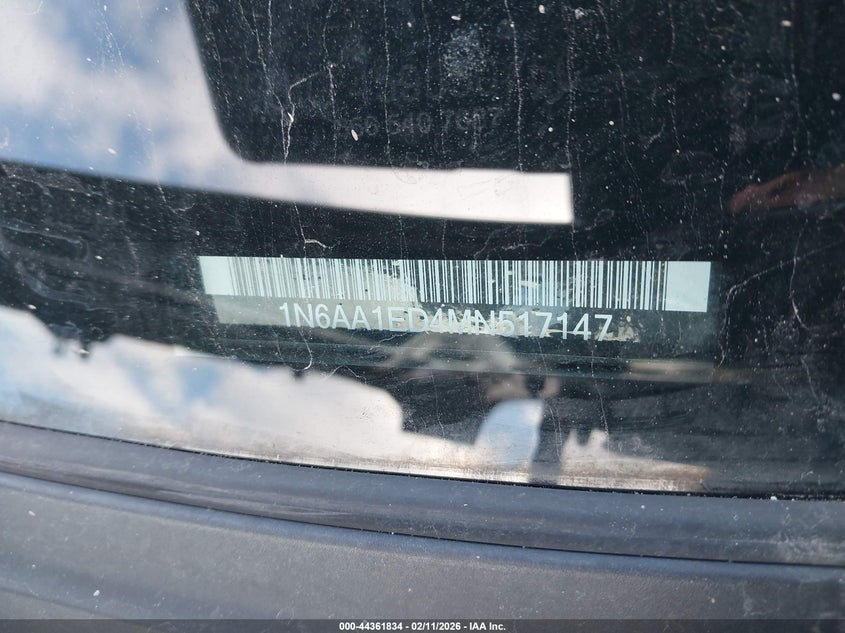 1N6AA1ED4MN517147
000-44361834 - 02/11/2026 - IAA Inc.